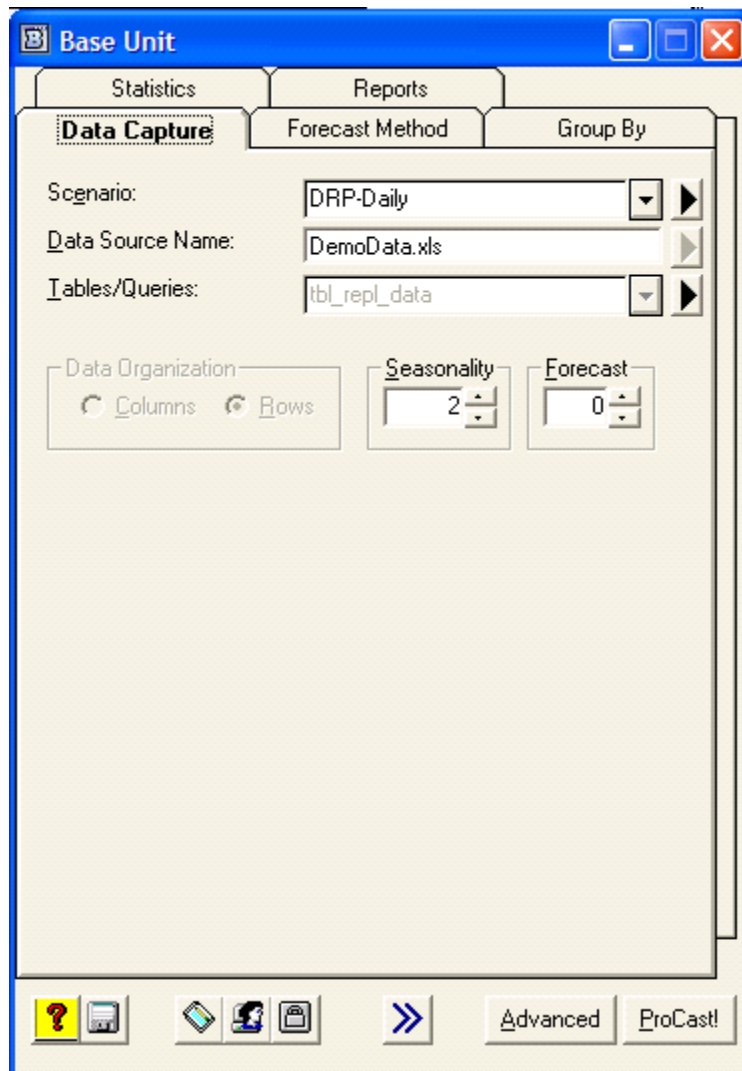 Base Unit
Statistics Reports
Data Capture Forecast Method Group By
Scenario: DRP-Daily
Data Source Name: DemoData.xls
Tables/Queries: tbl_repl_data
Data Organization Seasonality Forecast
Columns Rows 2 0
? Advanced ProCast!